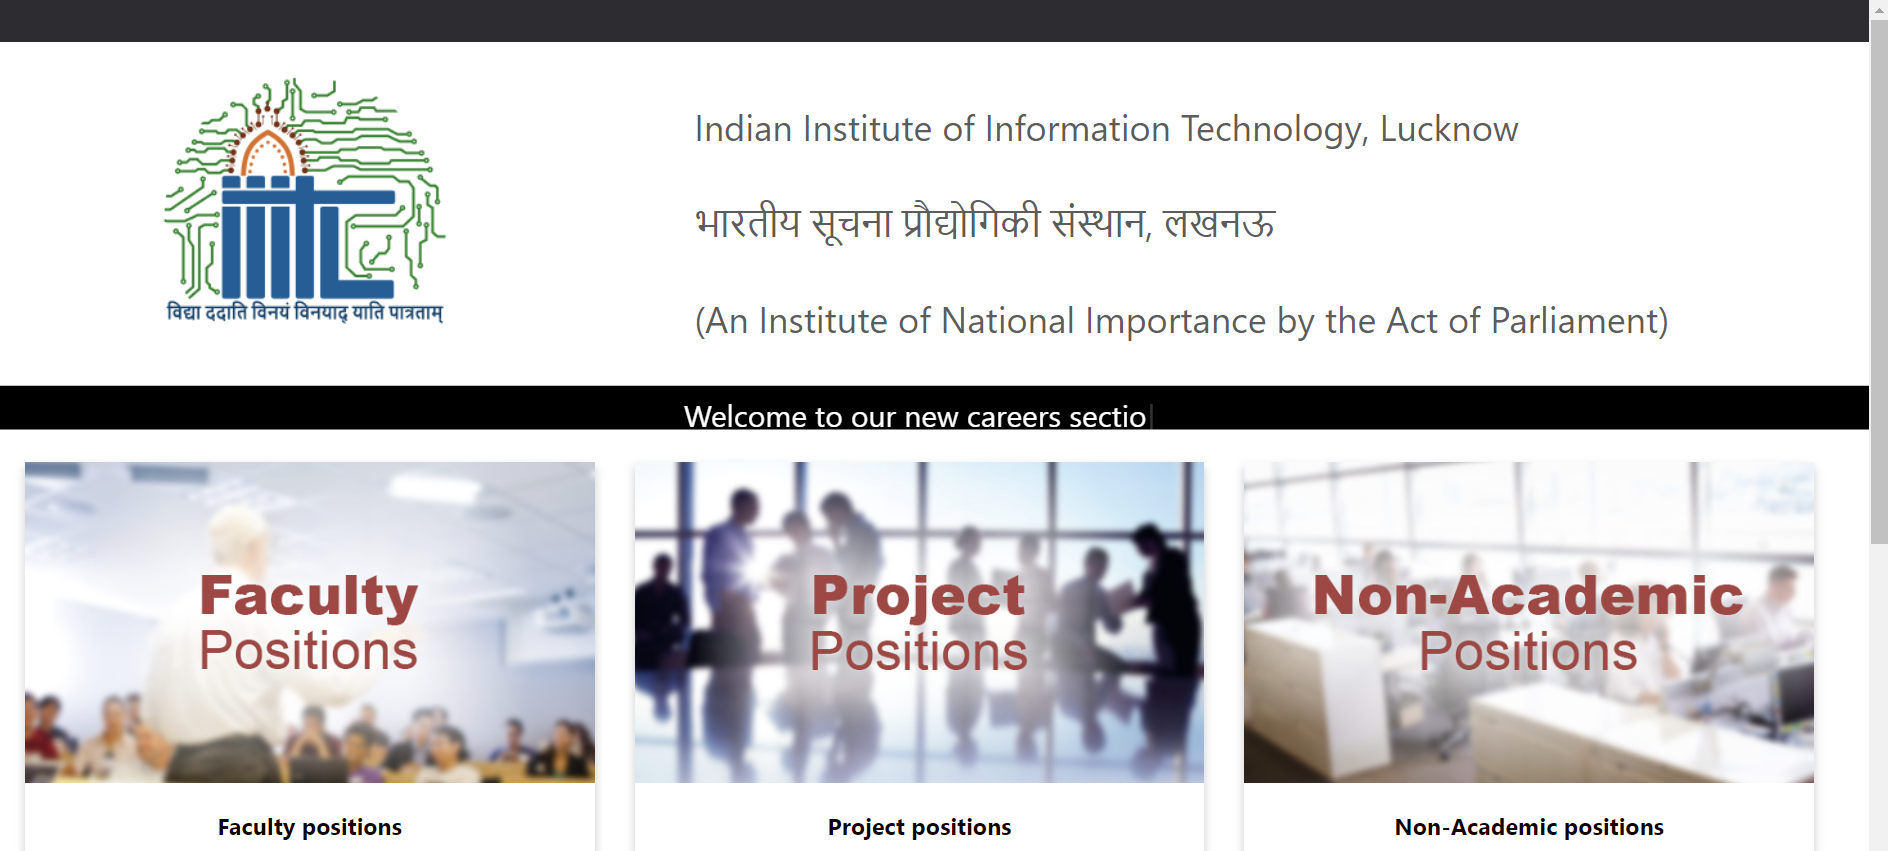 Indian Institute of Information Technology, Lucknow
भारतीय सूचना प्रौद्योगिकी संस्थान, लखनऊ
(An Institute of National Importance by the Act of Parliament)
iiitL
विद्या ददाति विनयं विनयाद् याति पात्रताम्
Welcome to our new careers sectio
Faculty
Positions
Project
Positions
Non-Academic
Positions
Faculty positions
Project positions
Non-Academic positions